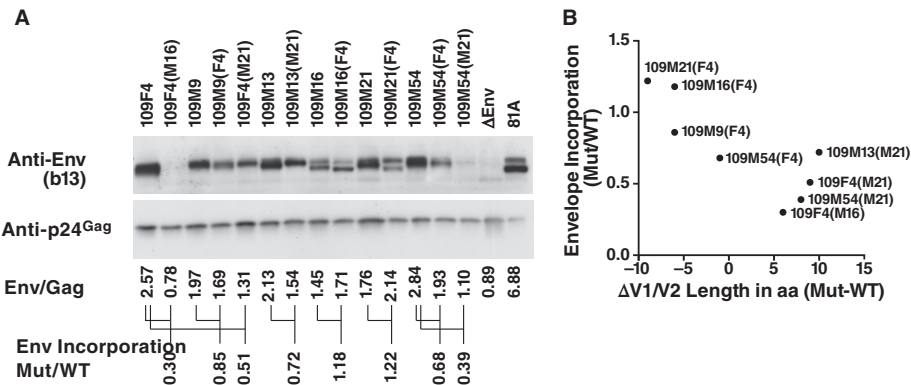 A
109F4
109F4(M16)
109M9
109M9(F4)
109F4(M21)
109M13
109M13(M21)
109M16
109M16(F4)
109M21
109M21(F4)
109M54
109M54(F4)
109M54(M21)
ΔEnv
81A
Anti-Env
(b13)
Anti-p24Gag
Env/Gag
2.57
0.78
1.97
1.69
1.31
2.13
1.54
1.45
1.71
1.76
2.14
2.84
1.93
1.10
0.89
6.88
Env Incorporation
Mut/WT
0.30
0.85
0.51
0.72
1.18
1.22
0.68
0.39
B
Envelope Incorporation
(Mut/WT)
1.5
1.0
0.5
0.0
109M21(F4)
109M16(F4)
109M9(F4)
109M54(F4)
109M13(M21)
109F4(M21)
109M54(M21)
109F4(M16)
−10
−5
0
5
10
15
ΔV1/V2 Length in aa (Mut-WT)